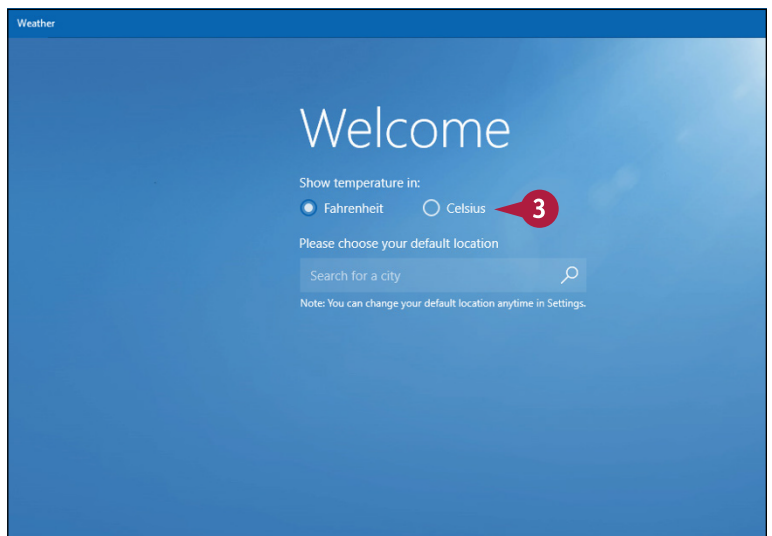 Weather
Welcome
Show temperature in:
Fahrenheit Celsius 3
Please choose your default location
Search for a city
Note: You can change your default location anytime in Settings.